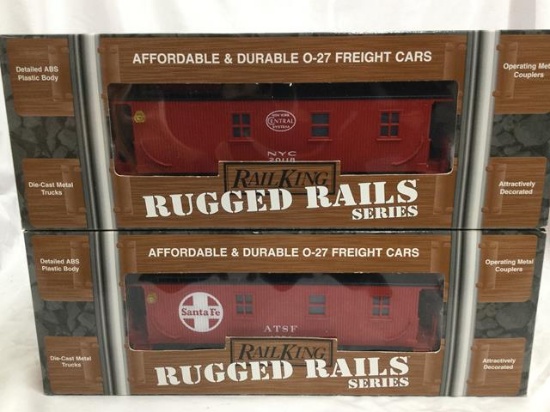 AFFORDABLE & DURABLE O-27 FREIGHT CARS
Detailed ABS
Plastic Body
Operating Met
Couplers
NEW YORK
CENTRAL
SYSTEM
NYC
20118
Die-Cast Metal
Trucks
Attractively
Decorated
RAILKING
RUGGED RAILS
SERIES
AFFORDABLE & DURABLE O-27 FREIGHT CARS
Detailed ABS
Plastic Body
Operating Metal
Couplers
Santa Fe
ATSF
Die-Cast Metal
Trucks
Attractively
Decorated
RAILKING
RUGGED RAILS
SERIES